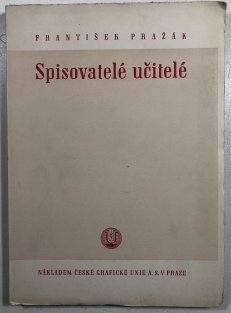 FRANTIŠEK PRAŽÁK
Spisovatelé učitelé
NÁKLADEM ČESKÉ GRAFICKÉ UNIE A. S. V PRAZE